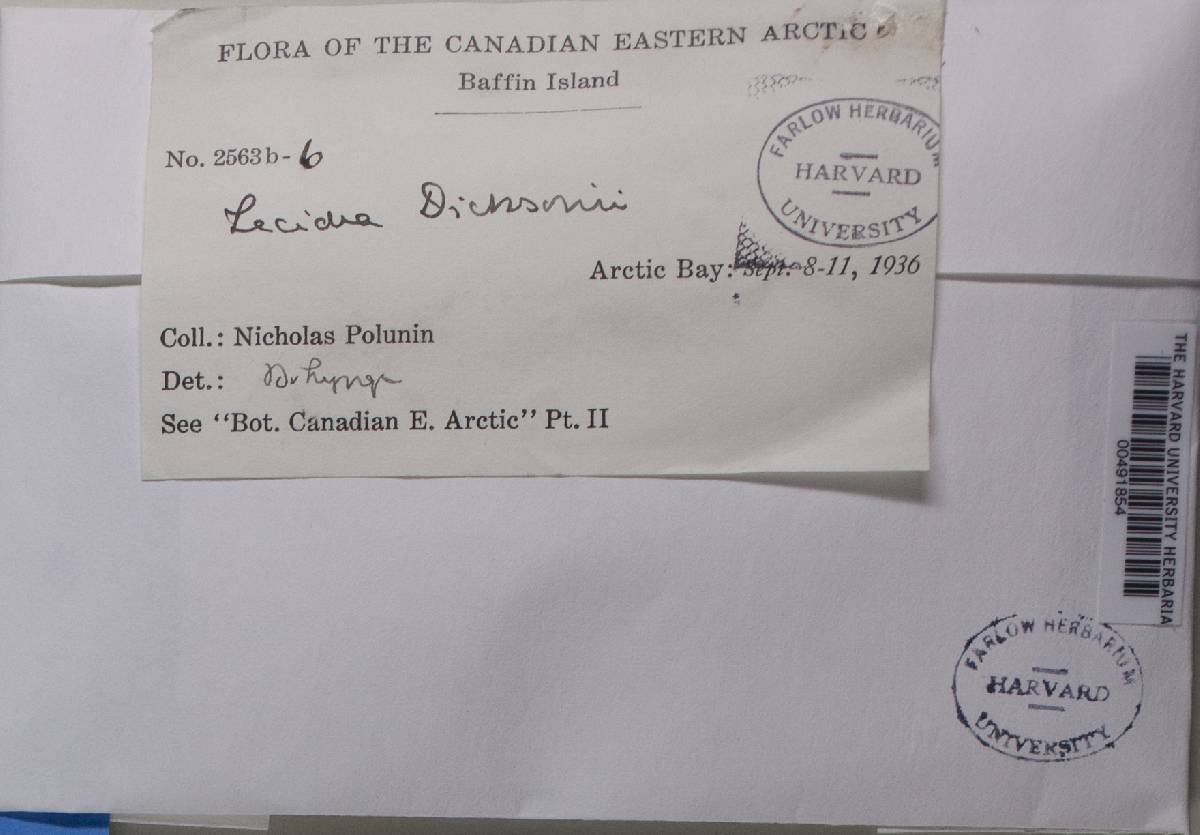 FLORA OF THE CANADIAN EASTERN ARCTIC
Baffin Island
FARLOW HERBARIUM
HARVARD
UNIVERSITY
No. 2563b-6
Lecidea Dicksonii
Arctic Bay: Sept. 8-11, 1936
Coll.: Nicholas Polunin
Det.: Lynge
See "Bot. Canadian E. Arctic" Pt. II
THE HARVARD UNIVERSITY HERBARIA
00491854
FARLOW HERBARIUM
HARVARD
UNIVERSITY